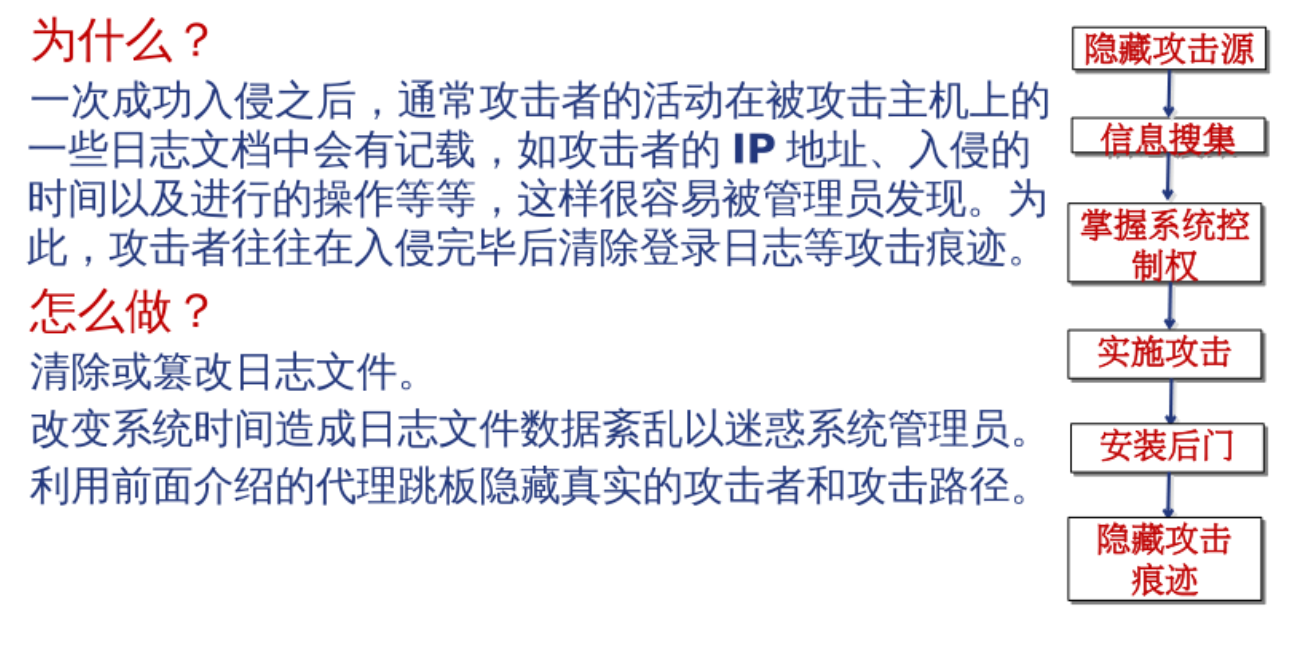 为什么？
一次成功入侵之后，通常攻击者的活动在被攻击主机上的
一些日志文档中会有记载，如攻击者的 IP 地址、入侵的
时间以及进行的操作等等，这样很容易被管理员发现。为
此，攻击者往往在入侵完毕后清除登录日志等攻击痕迹。
怎么做？
清除或篡改日志文件。
改变系统时间造成日志文件数据紊乱以迷惑系统管理员。
利用前面介绍的代理跳板隐藏真实的攻击者和攻击路径。
隐藏攻击源
信息搜集
掌握系统控
制权
实施攻击
安装后门
隐藏攻击
痕迹